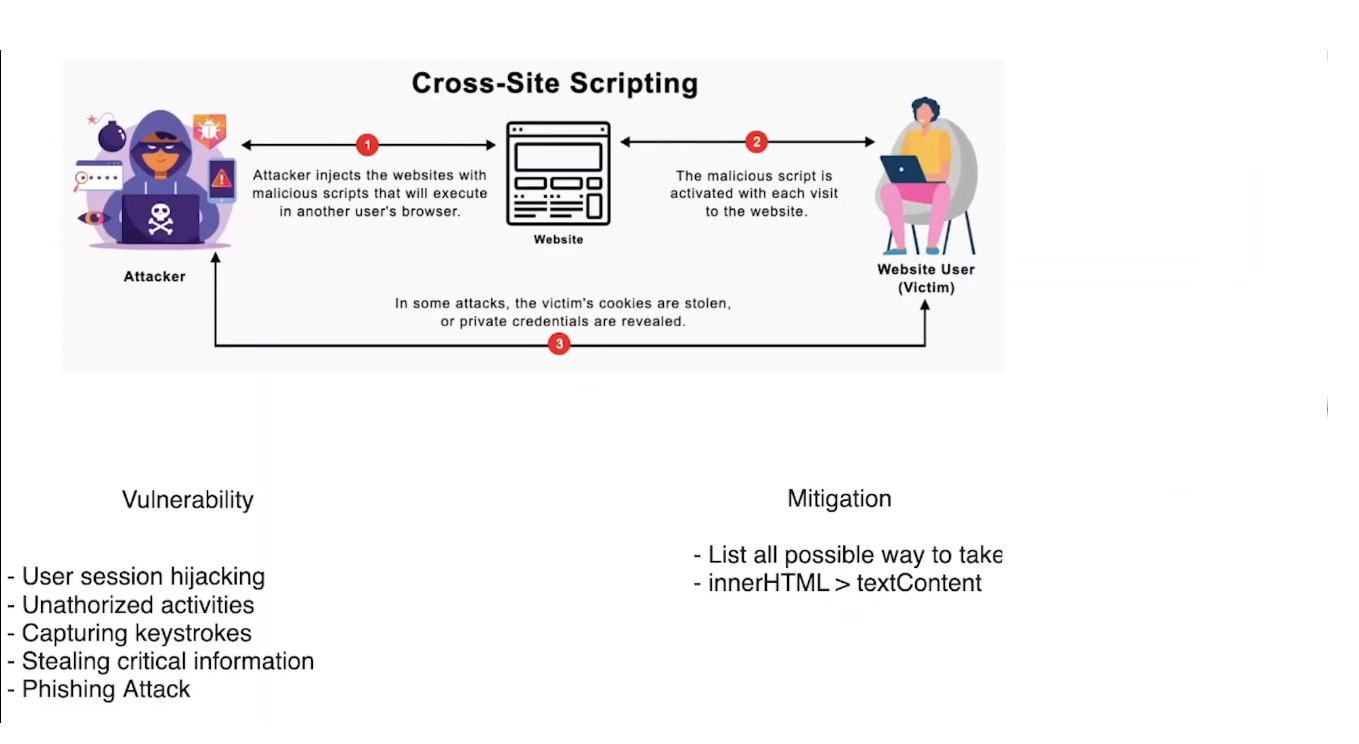 Cross-Site Scripting
1
2
Attacker injects the websites with
malicious scripts that will execute
in another user's browser.
The malicious script is
activated with each visit
to the website.
Website
Attacker
Website User
(Victim)
In some attacks, the victim's cookies are stolen,
or private credentials are revealed.
3
Vulnerability
Mitigation
- User session hijacking
- Unathorized activities
- Capturing keystrokes
- Stealing critical information
- Phishing Attack
- List all possible way to take
- innerHTML > textContent